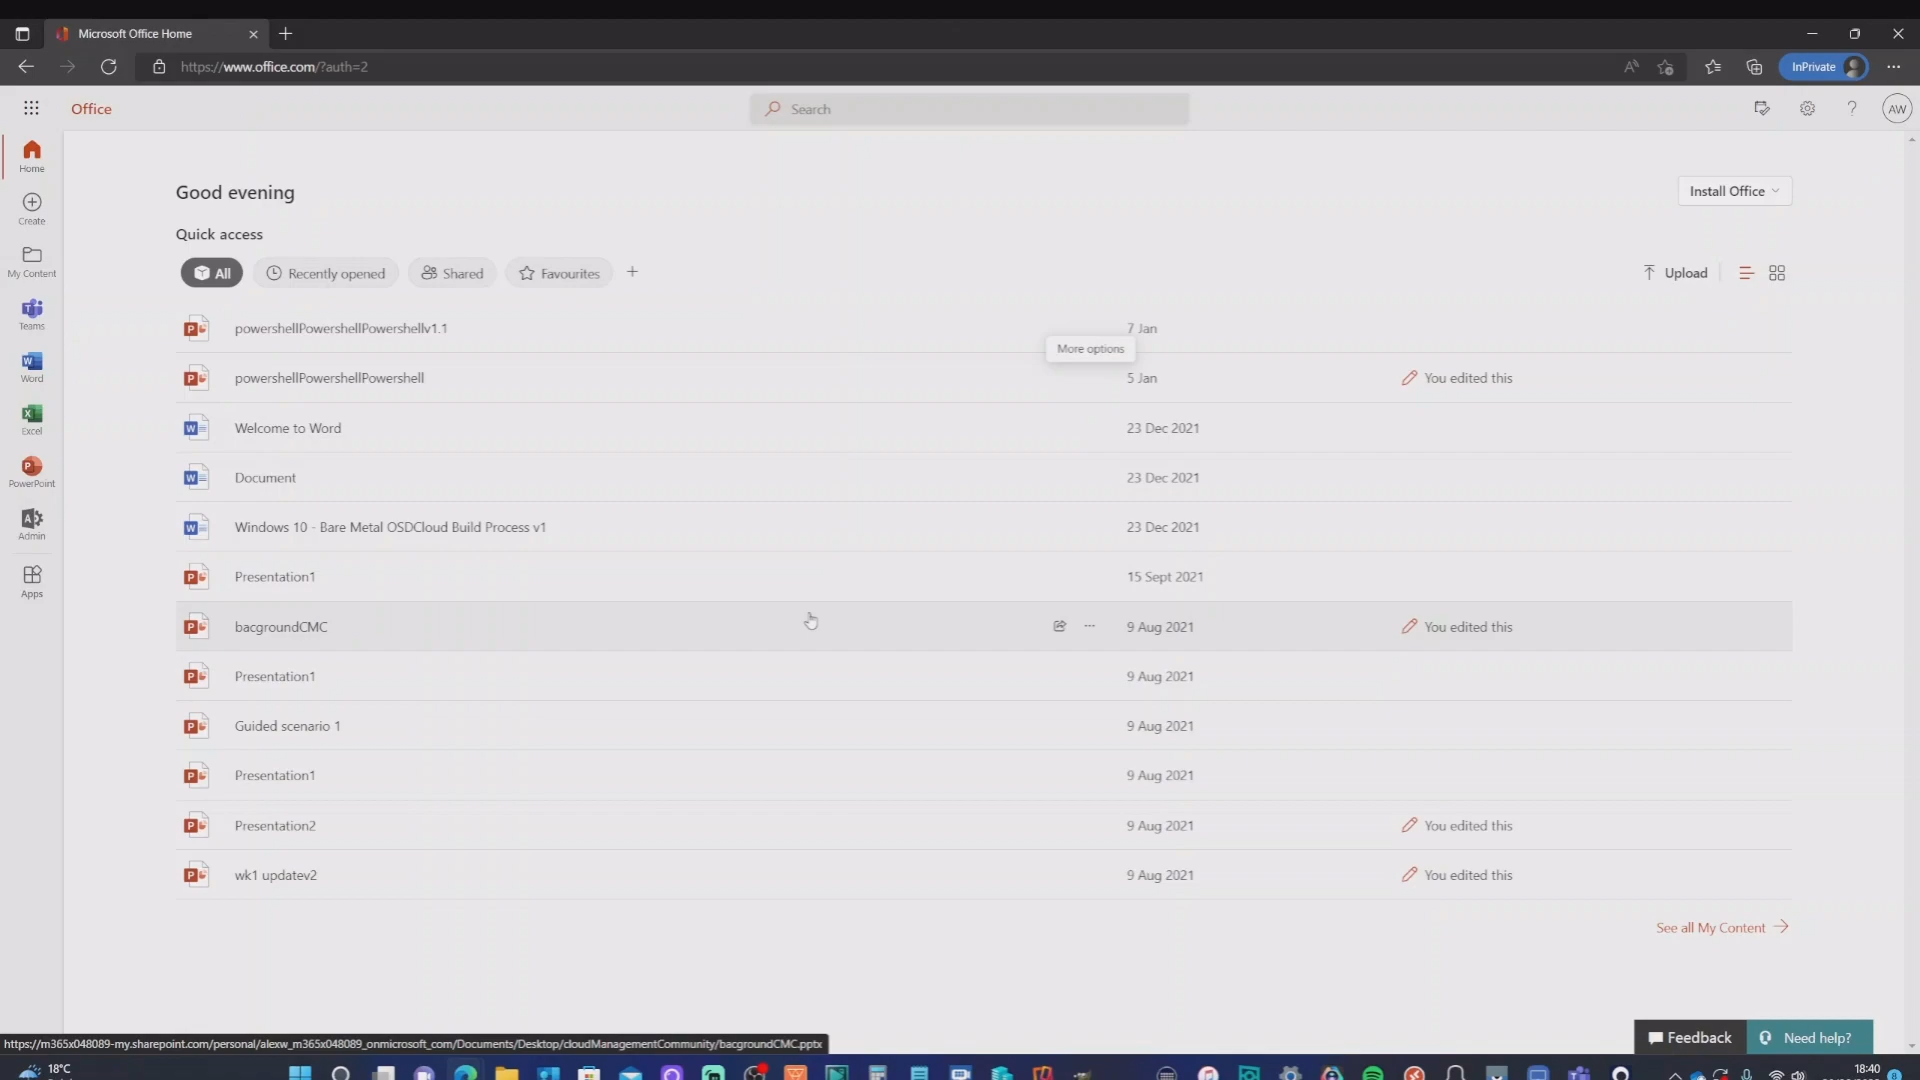 Microsoft Office Home
https://www.office.com/?auth=2
InPrivate
Office
Search
AW
Home
Create
My Content
Teams
Word
Excel
PowerPoint
Admin
Apps
Good evening
Install Office
Quick access
All
Recently opened
Shared
Favourites
Upload
powershellPowershellPowershellv1.1 7 Jan
More options
powershellPowershellPowershell 5 Jan You edited this
Welcome to Word 23 Dec 2021
Document 23 Dec 2021
Windows 10 - Bare Metal OSDCloud Build Process v1 23 Dec 2021
Presentation1 15 Sept 2021
bacgroundCMC 9 Aug 2021 You edited this
Presentation1 9 Aug 2021
Guided scenario 1 9 Aug 2021
Presentation1 9 Aug 2021
Presentation2 9 Aug 2021 You edited this
wk1 updatev2 9 Aug 2021 You edited this
See all My Content
Feedback
Need help?
https://m365x048089-my.sharepoint.com/personal/alexw_m365x048089_onmicrosoft_com/Documents/Desktop/cloudManagementCommunity/bacgroundCMC.pptx
18°C
18:40